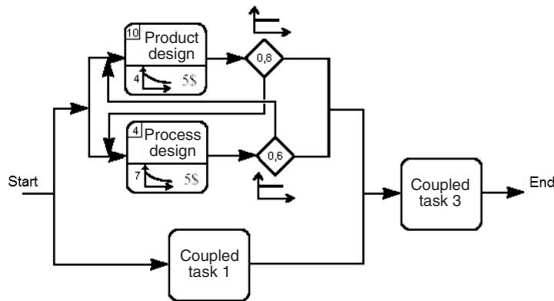 10
Product
design
4
5$
0,8
4
Process
design
7
5$
0,6
Start
Coupled
task 3
End
Coupled
task 1